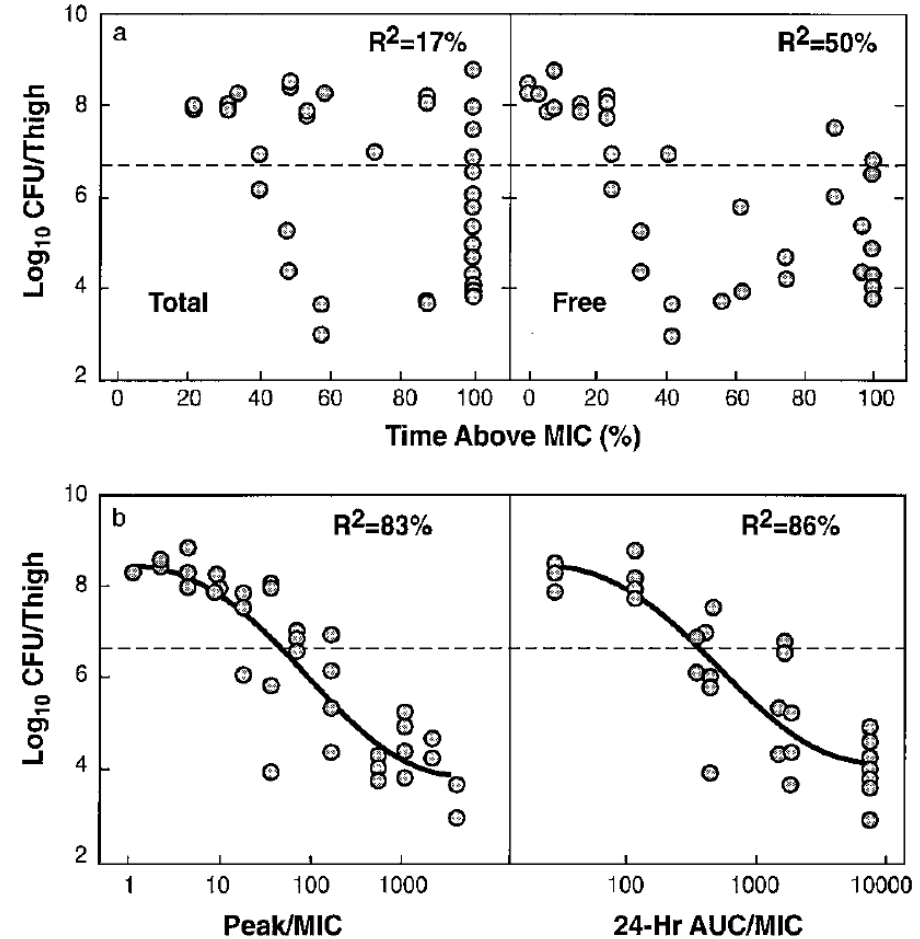 a
R²=17%
R²=50%
10
8
6
4
2
Log₁₀ CFU/Thigh
Total
Free
0 20 40 60 80 100
0 20 40 60 80 100
Time Above MIC (%)
b
R²=83%
R²=86%
10
8
6
4
2
Log₁₀ CFU/Thigh
1 10 100 1000
100 1000 10000
Peak/MIC
24-Hr AUC/MIC